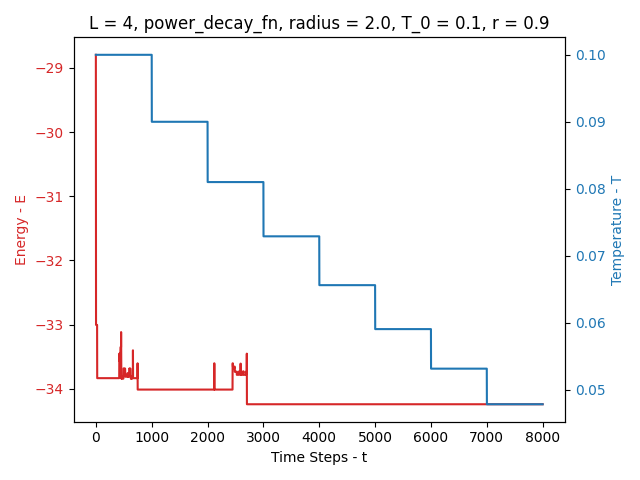 L = 4, power_decay_fn, radius = 2.0, T_0 = 0.1, r = 0.9
Energy - E
−29
−30
−31
−32
−33
−34
0 1000 2000 3000 4000 5000 6000 7000 8000
Time Steps - t
0.10
0.09
0.08
0.07
0.06
0.05
Temperature - T